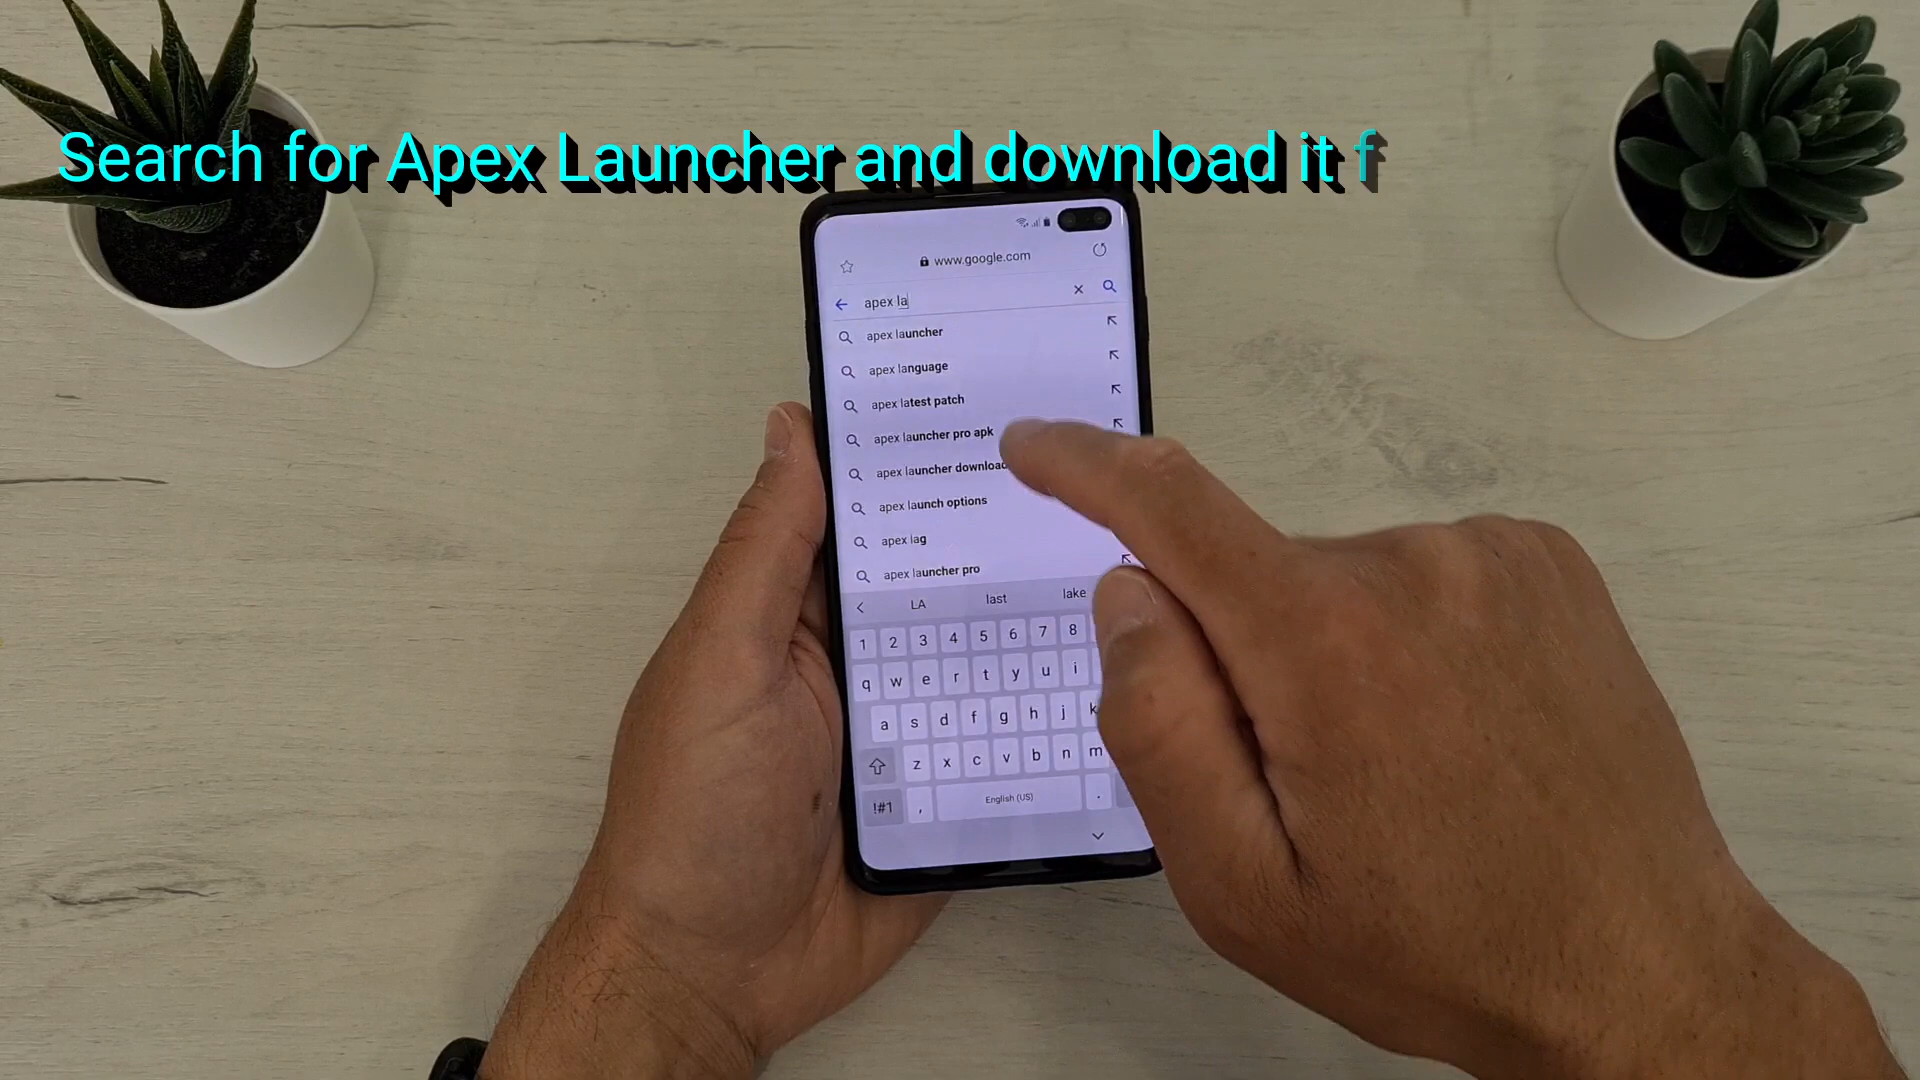 Search for Apex Launcher and download it f
www.google.com
apex la
apex launcher
apex language
apex latest patch
apex launcher pro apk
apex launcher download
apex launch options
apex lag
apex launcher pro
LA last lake
1 2 3 4 5 6 7 8
q w e r t y u i
a s d f g h j k
z x c v b n m
!#1 , English (US) .